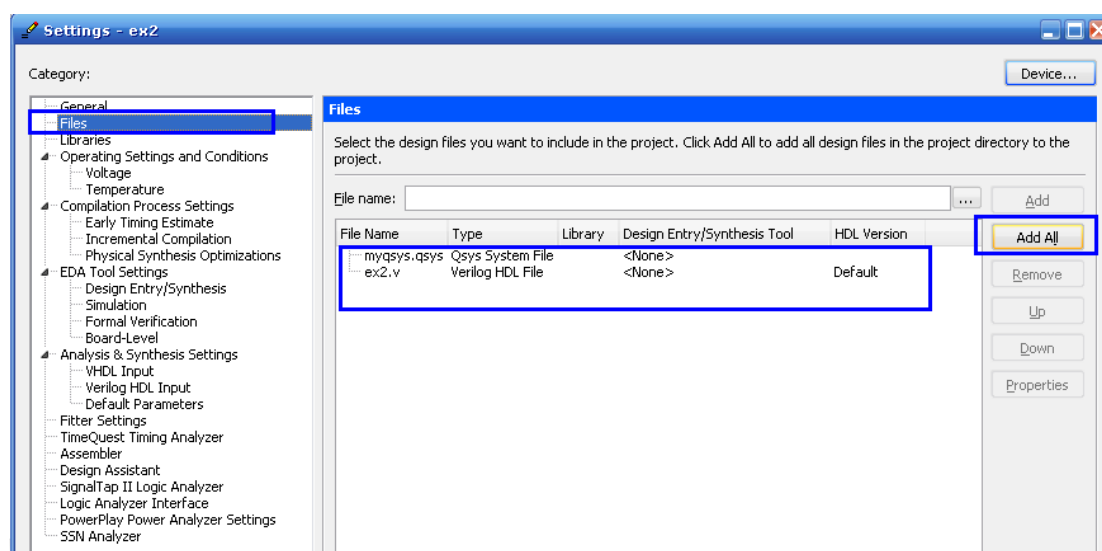 Settings - ex2
Category:
Device...
General
Files
Libraries
Operating Settings and Conditions
Voltage
Temperature
Compilation Process Settings
Early Timing Estimate
Incremental Compilation
Physical Synthesis Optimizations
EDA Tool Settings
Design Entry/Synthesis
Simulation
Formal Verification
Board-Level
Analysis & Synthesis Settings
VHDL Input
Verilog HDL Input
Default Parameters
Fitter Settings
TimeQuest Timing Analyzer
Assembler
Design Assistant
SignalTap II Logic Analyzer
Logic Analyzer Interface
PowerPlay Power Analyzer Settings
SSN Analyzer
Files
Select the design files you want to include in the project. Click Add All to add all design files in the project directory to the
project.
File name: ... Add
File Name Type Library Design Entry/Synthesis Tool HDL Version Add All
myqsys.qsys Qsys System File <None>
ex2.v Verilog HDL File <None> Default
Remove
Up
Down
Properties